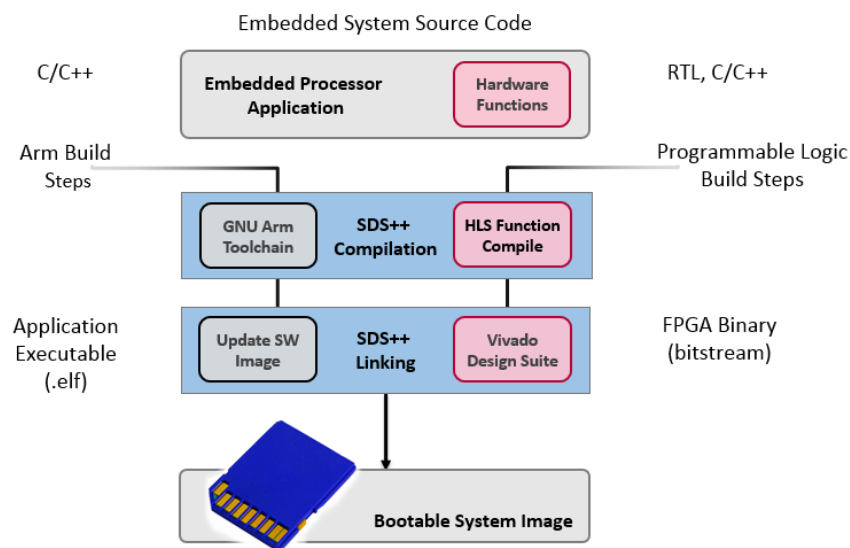 Embedded System Source Code
C/C++
Embedded Processor
Application
Hardware
Functions
RTL, C/C++
Arm Build
Steps
Programmable Logic
Build Steps
GNU Arm
Toolchain
SDS++
Compilation
HLS Function
Compile
Application
Executable
(.elf)
Update SW
Image
SDS++
Linking
Vivado
Design Suite
FPGA Binary
(bitstream)
Bootable System Image